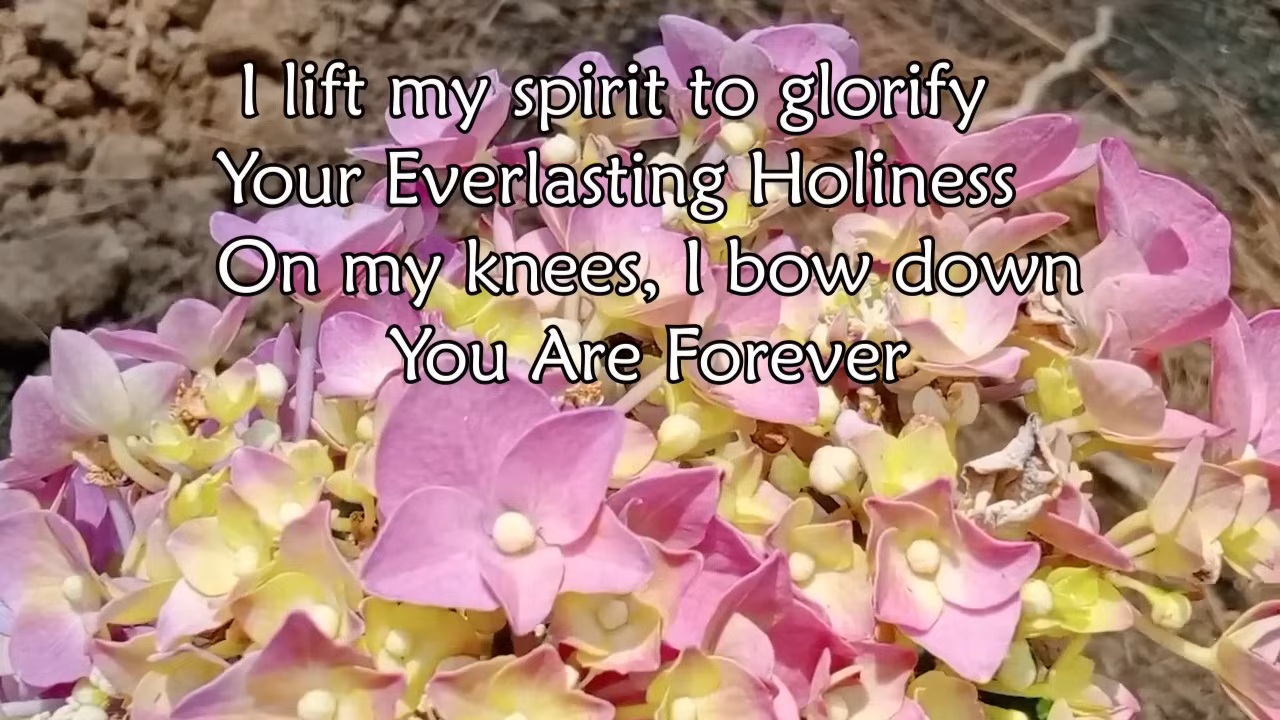 I lift my spirit to glorify
Your Everlasting Holiness
On my knees, I bow down
You Are Forever